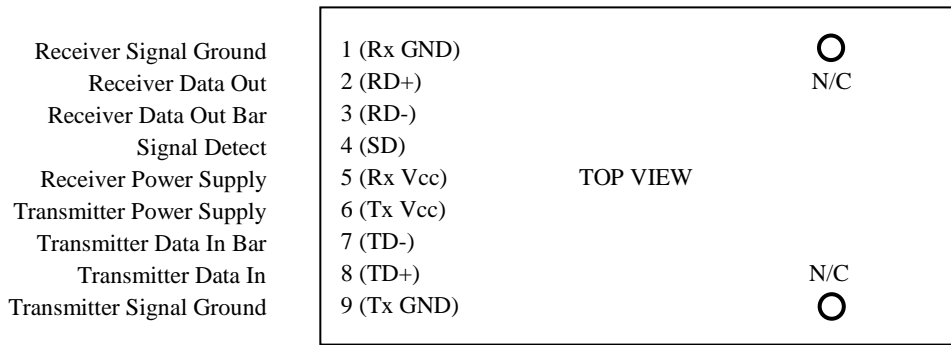 Receiver Signal Ground 1 (Rx GND)
Receiver Data Out 2 (RD+) N/C
Receiver Data Out Bar 3 (RD-)
Signal Detect 4 (SD)
Receiver Power Supply 5 (Rx Vcc) TOP VIEW
Transmitter Power Supply 6 (Tx Vcc)
Transmitter Data In Bar 7 (TD-)
Transmitter Data In 8 (TD+) N/C
Transmitter Signal Ground 9 (Tx GND)